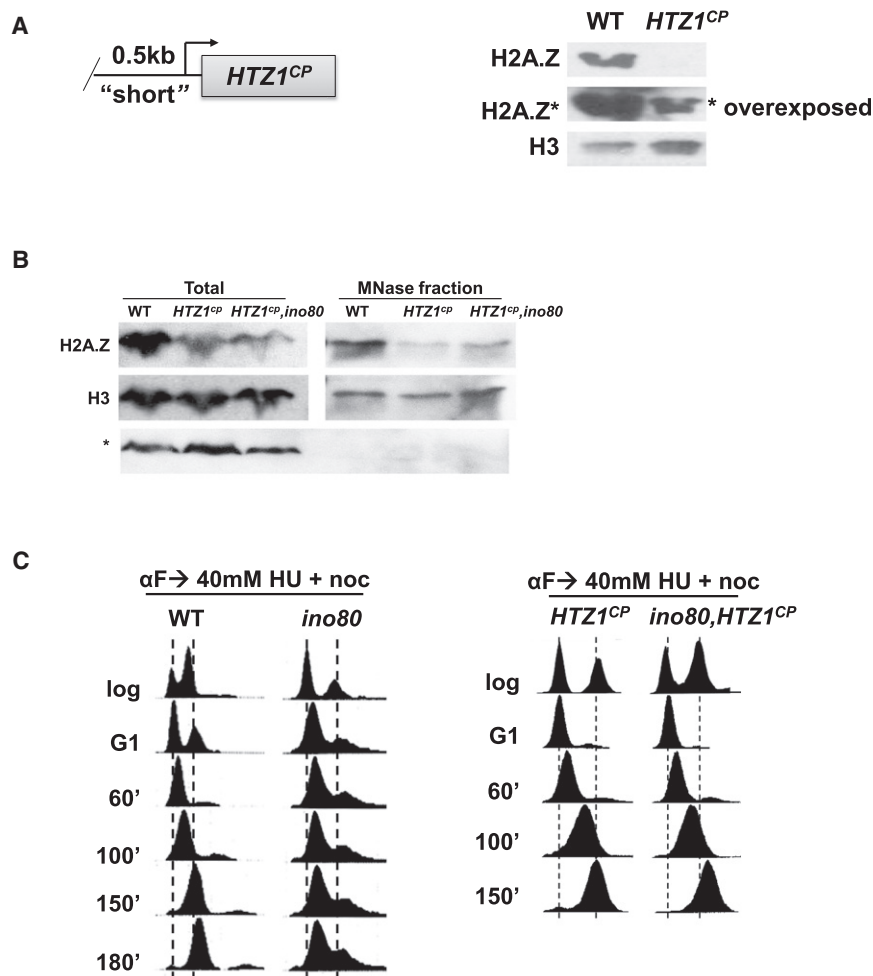 A
0.5kb
"short"
HTZ1CP
WT HTZ1CP
H2A.Z
H2A.Z* * overexposed
H3
B
Total MNase fraction
WT HTZ1cp HTZ1cp,ino80 WT HTZ1cp HTZ1cp,ino80
H2A.Z
H3
*
C
αF→ 40mM HU + noc
WT ino80
log
G1
60’
100’
150’
180’
αF→ 40mM HU + noc
HTZ1CP ino80,HTZ1CP
log
G1
60’
100’
150’